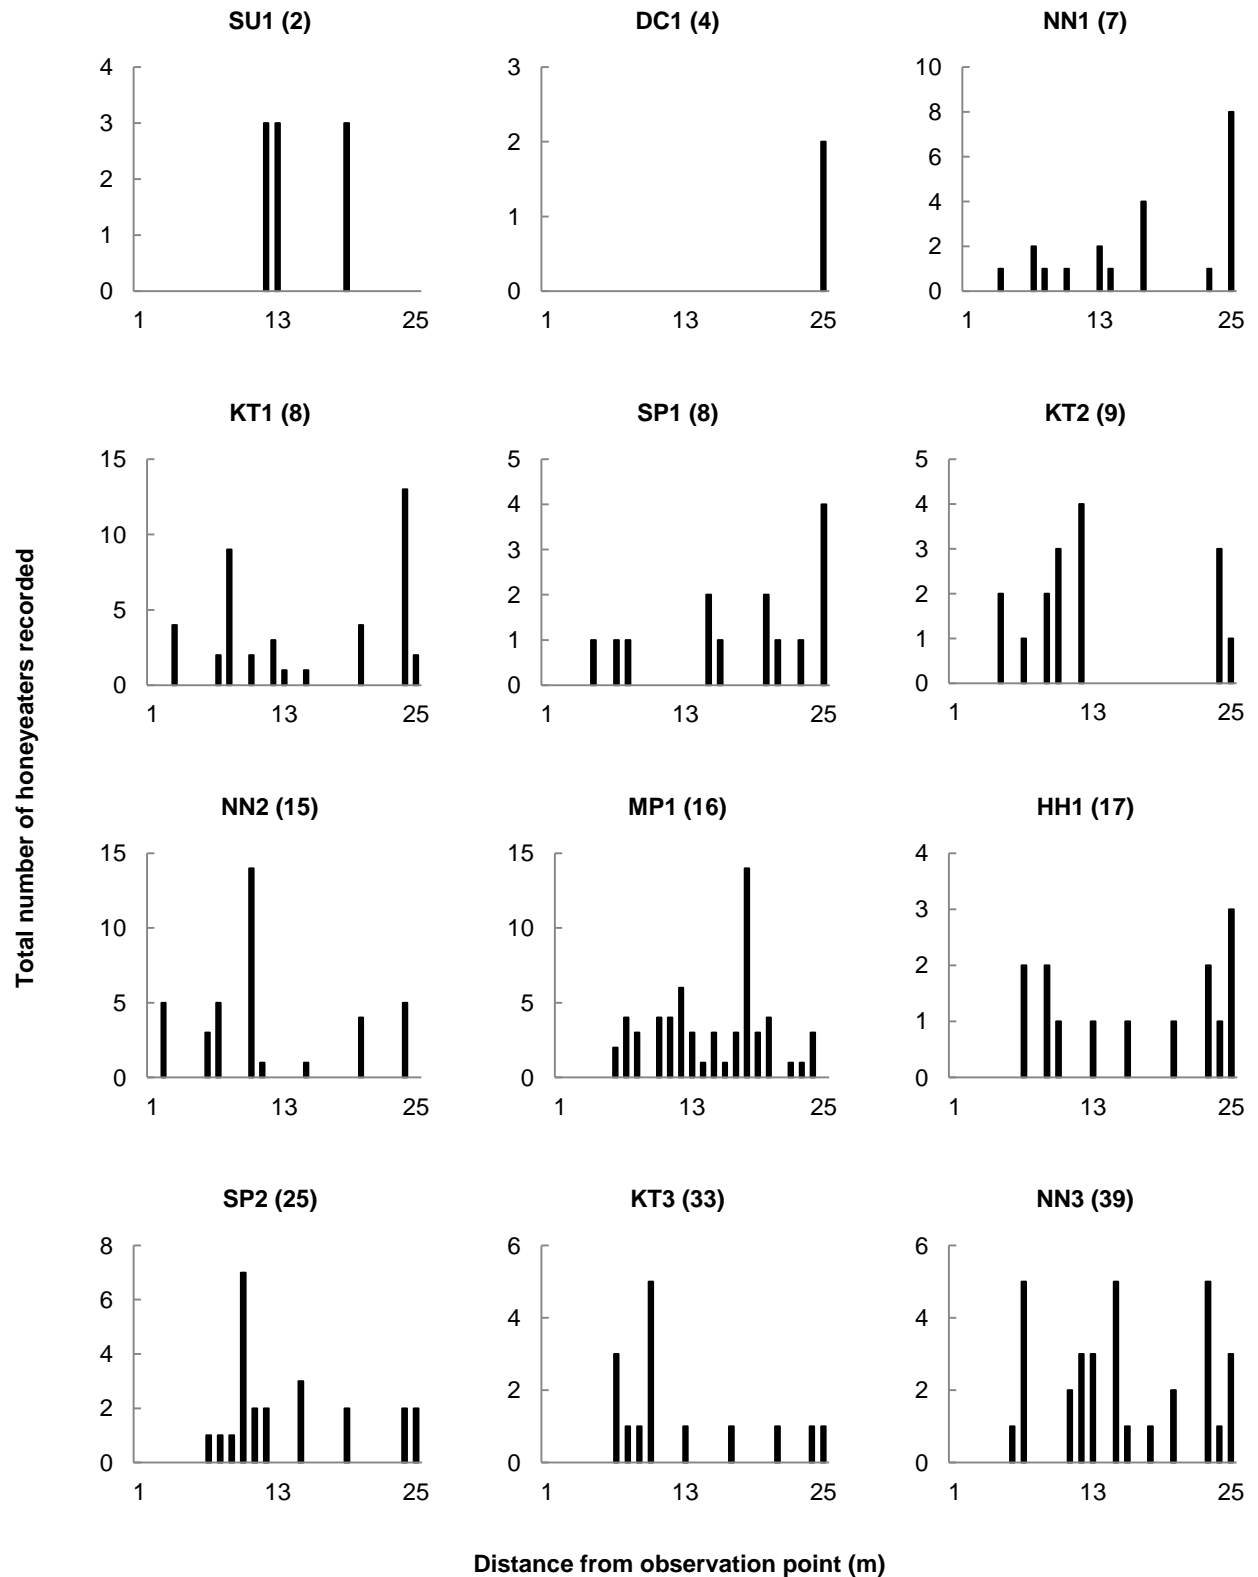 SU1 (2) DC1 (4) NN1 (7)
4 3 10
3 2 8
2 1 6
1 0 4
0 2
0
1 13 25 1 13 25 1 13 25
KT1 (8) SP1 (8) KT2 (9)
15 5 5
10 4 4
5 3 3
0 2 2
1 1
0 0
1 13 25 1 13 25 1 13 25
Total number of honeyeaters recorded
NN2 (15) MP1 (16) HH1 (17)
15 15 4
10 10 3
5 5 2
0 0 1
0
1 13 25 1 13 25 1 13 25
SP2 (25) KT3 (33) NN3 (39)
8 6 6
6 4 4
4 2 2
2 0 0
0
1 13 25 1 13 25 1 13 25
Distance from observation point (m)